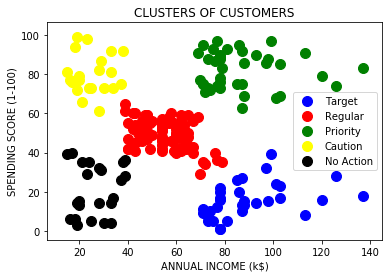 CLUSTERS OF CUSTOMERS
SPENDING SCORE (1-100)
100
80
60
40
20
0
Target
Regular
Priority
Caution
No Action
20 40 60 80 100 120 140
ANNUAL INCOME (k$)